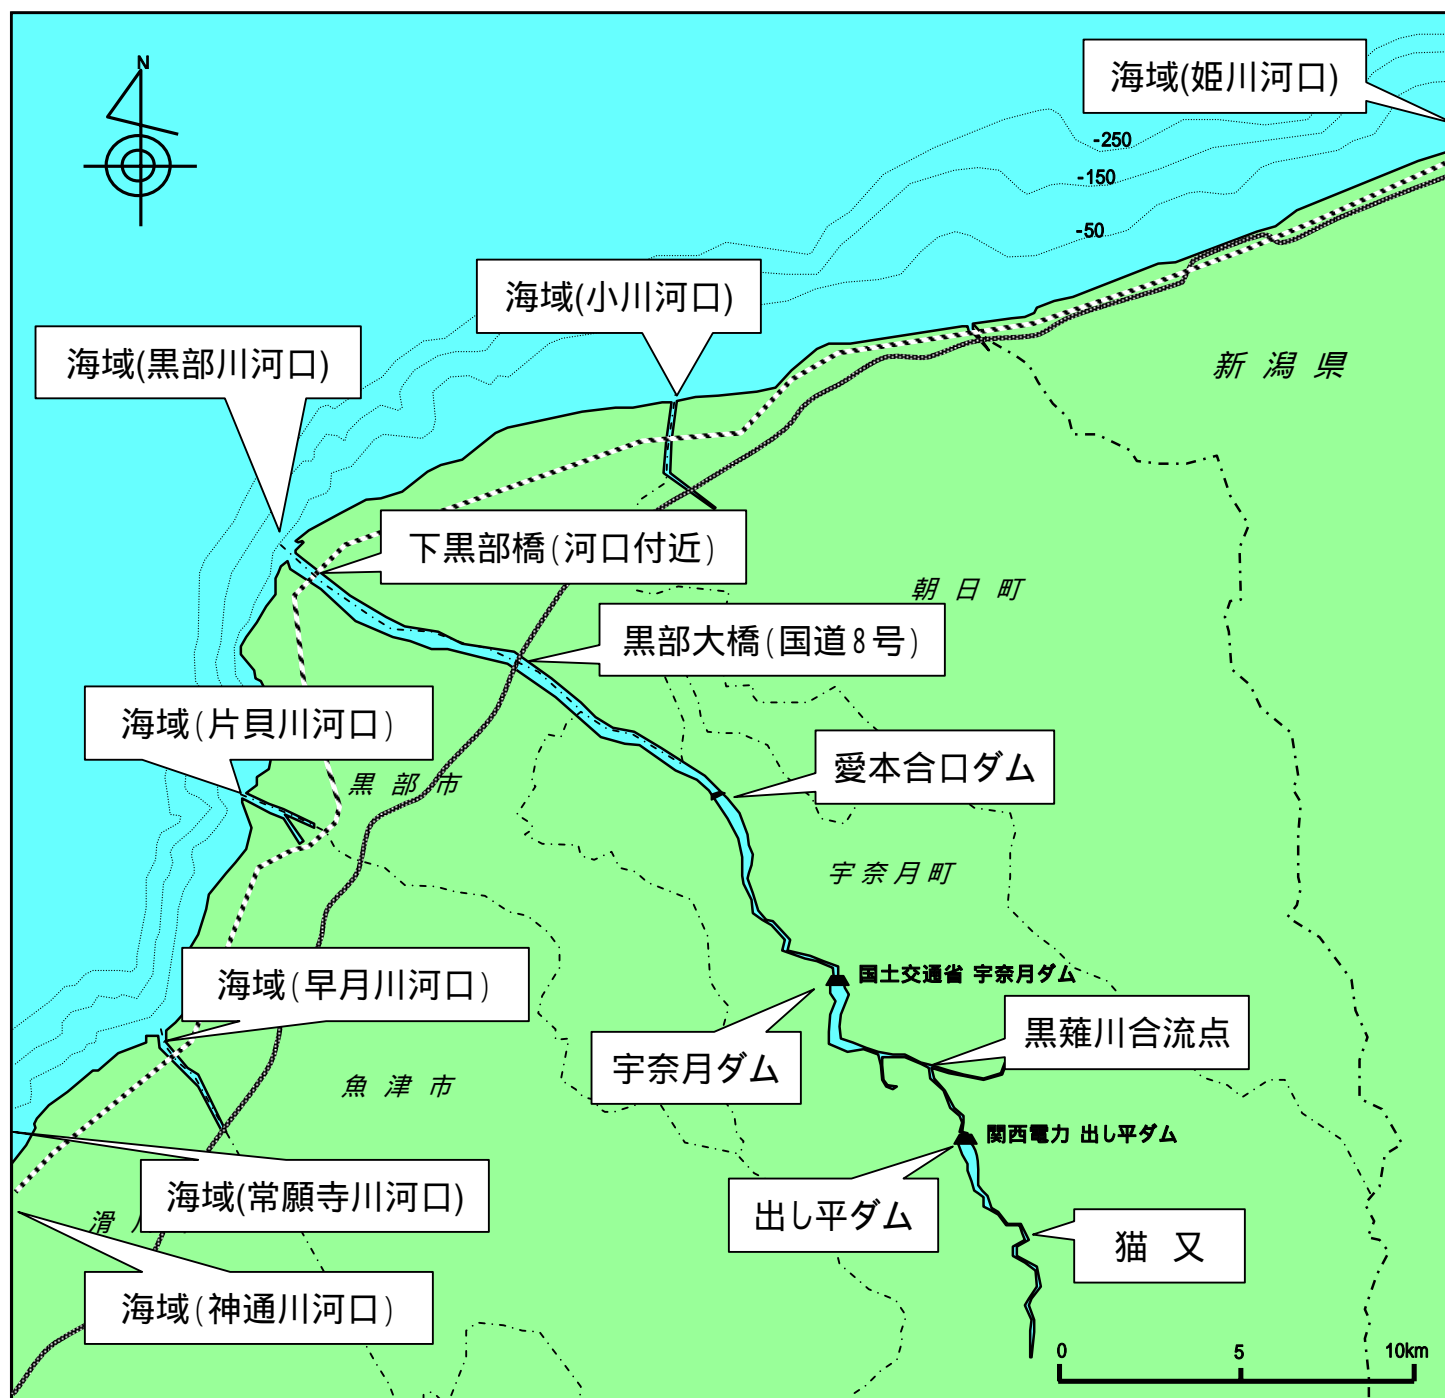 N
海域(姫川河口)
-250
-150
-50
海域(小川河口)
海域(黒部川河口)
新潟県
下黒部橋(河口付近)
朝日町
黒部大橋(国道8号)
海域(片貝川河口)
愛本合口ダム
黒部市
宇奈月町
海域(早月川河口)
国土交通省 宇奈月ダム
黒薙川合流点
宇奈月ダム
魚津市
関西電力 出し平ダム
海域(常願寺川河口)
出し平ダム
滑
猫又
海域(神通川河口)
0 5 10km